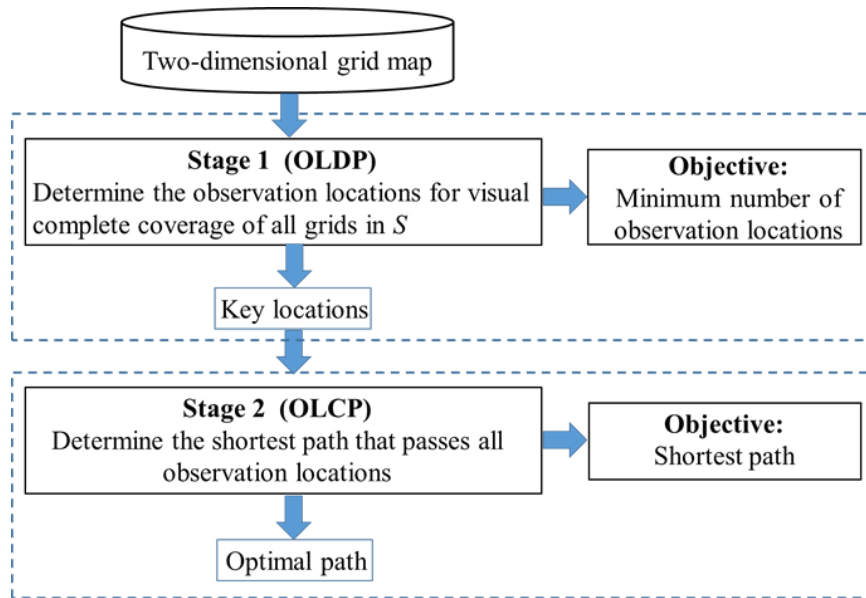 Two-dimensional grid map
Stage 1 (OLDP)
Determine the observation locations for visual
complete coverage of all grids in S
Objective:
Minimum number of
observation locations
Key locations
Stage 2 (OLCP)
Determine the shortest path that passes all
observation locations
Objective:
Shortest path
Optimal path